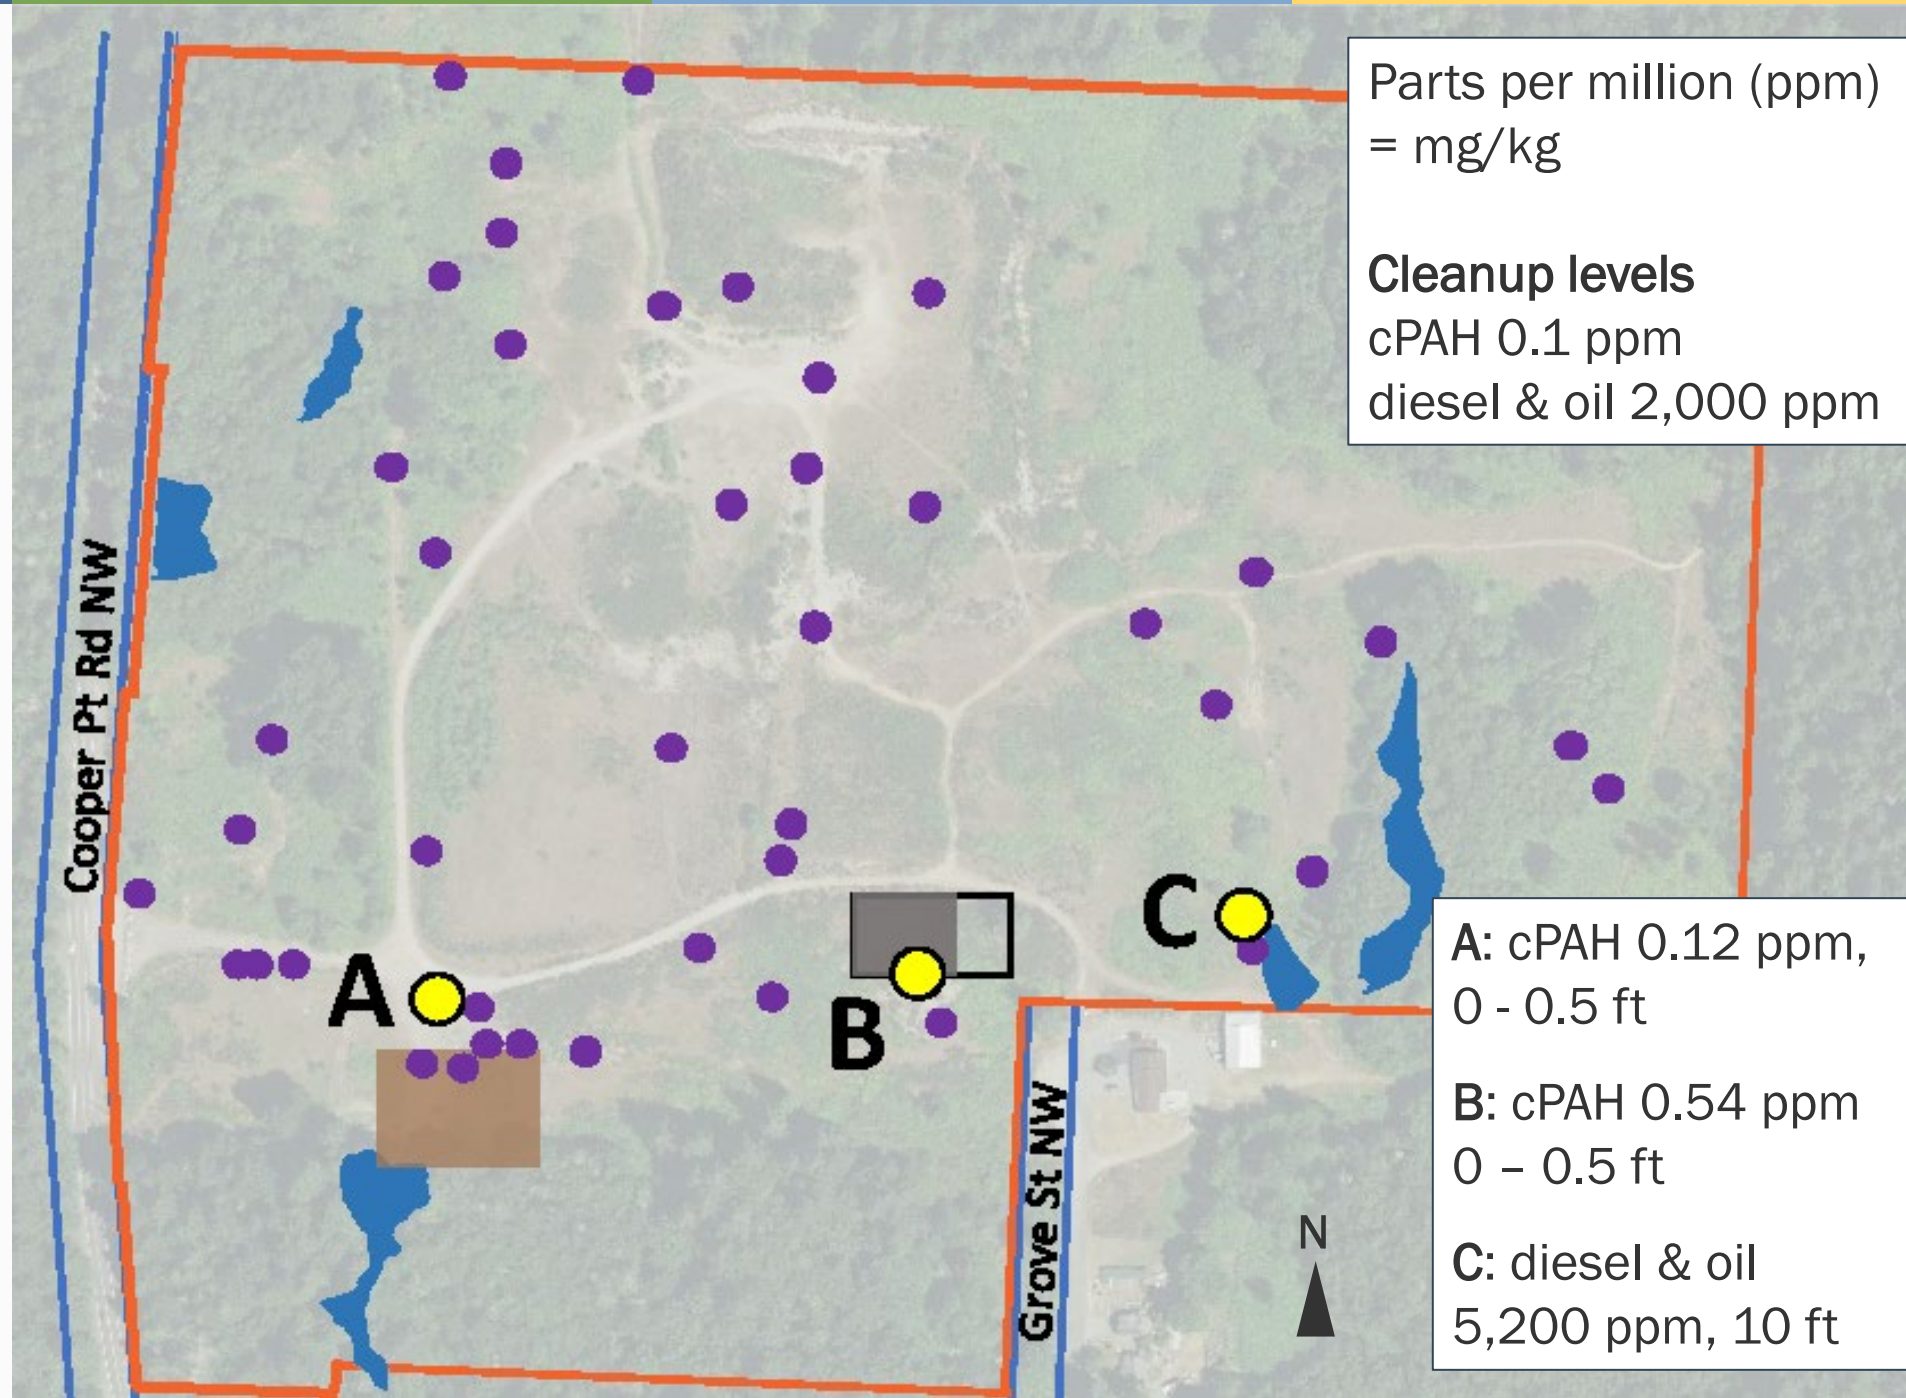 Parts per million (ppm)
= mg/kg
Cleanup levels
cPAH 0.1 ppm
diesel & oil 2,000 ppm
Cooper Pt Rd NW
A
B
C
Grove St NW
N
A: cPAH 0.12 ppm,
0 - 0.5 ft
B: cPAH 0.54 ppm
0 – 0.5 ft
C: diesel & oil
5,200 ppm, 10 ft